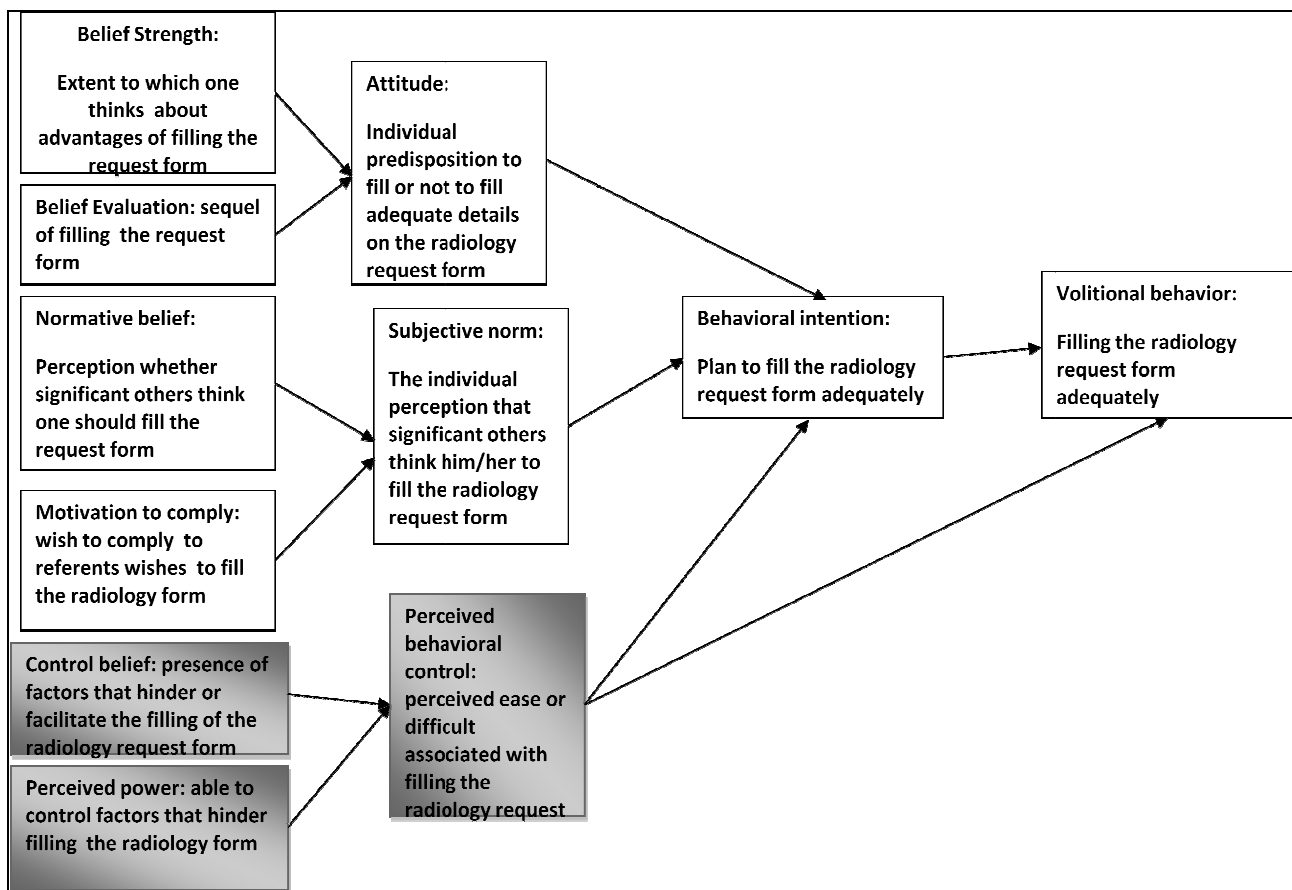 Belief Strength:
Extent to which one
thinks about
advantages of filling the
request form
Belief Evaluation: sequel
of filling the request
form
Normative belief:
Perception whether
significant others think
one should fill the
request form
Motivation to comply:
wish to comply to
referents wishes to fill
the radiology form
Control belief: presence of
factors that hinder or
facilitate the filling of the
radiology request form
Perceived power: able to
control factors that hinder
filling the radiology form
Attitude:
Individual
predisposition to
fill or not to fill
adequate details
on the radiology
request form
Subjective norm:
The individual
perception that
significant others
think him/her to
fill the radiology
request form
Perceived
behavioral
control:
perceived ease or
difficult
associated with
filling the
radiology request
Behavioral intention:
Plan to fill the radiology
request form adequately
Volitional behavior:
Filling the radiology
request form
adequately